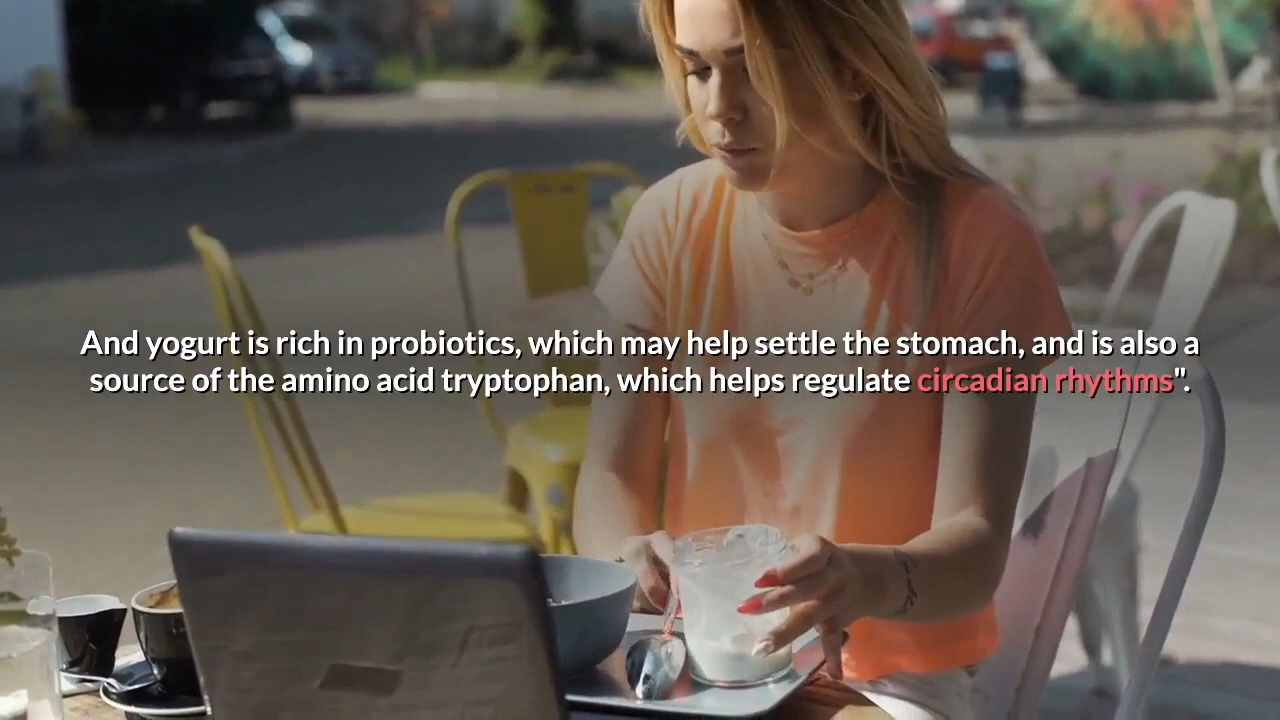 And yogurt is rich in probiotics, which may help settle the stomach, and is also a
source of the amino acid tryptophan, which helps regulate circadian rhythms".